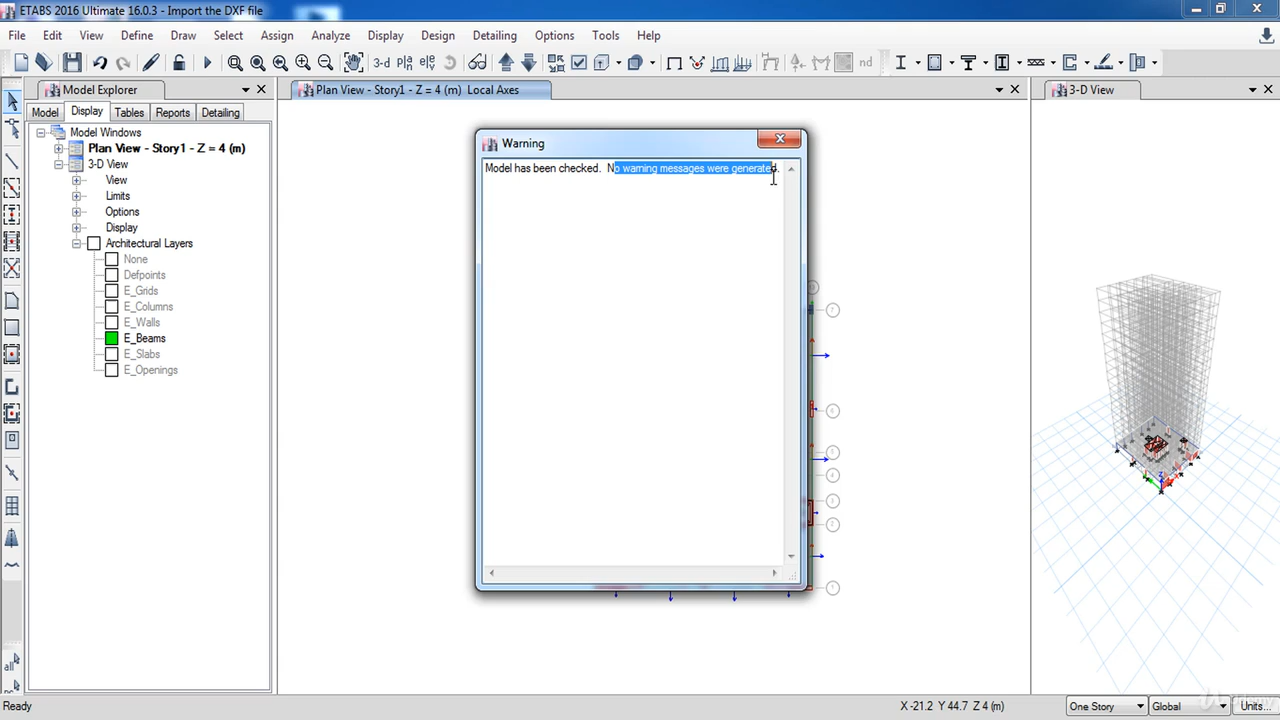 ETABS 2016 Ultimate 16.0.3 - Import the DXF file
File Edit View Define Draw Select Assign Analyze Display Design Detailing Options Tools Help
3-d
nd
Model Explorer
Plan View - Story1 - Z = 4 (m) Local Axes
3-D View
Model Display Tables Reports Detailing
Model Windows
Plan View - Story1 - Z = 4 (m)
3-D View
View
Limits
Options
Display
Architectural Layers
None
Defpoints
E_Grids
E_Columns
E_Walls
E_Beams
E_Slabs
E_Openings
Warning
Model has been checked. No warning messages were generated.
all
Ready
X -21.2 Y 44.7 Z 4 (m)
One Story
Global
Units...